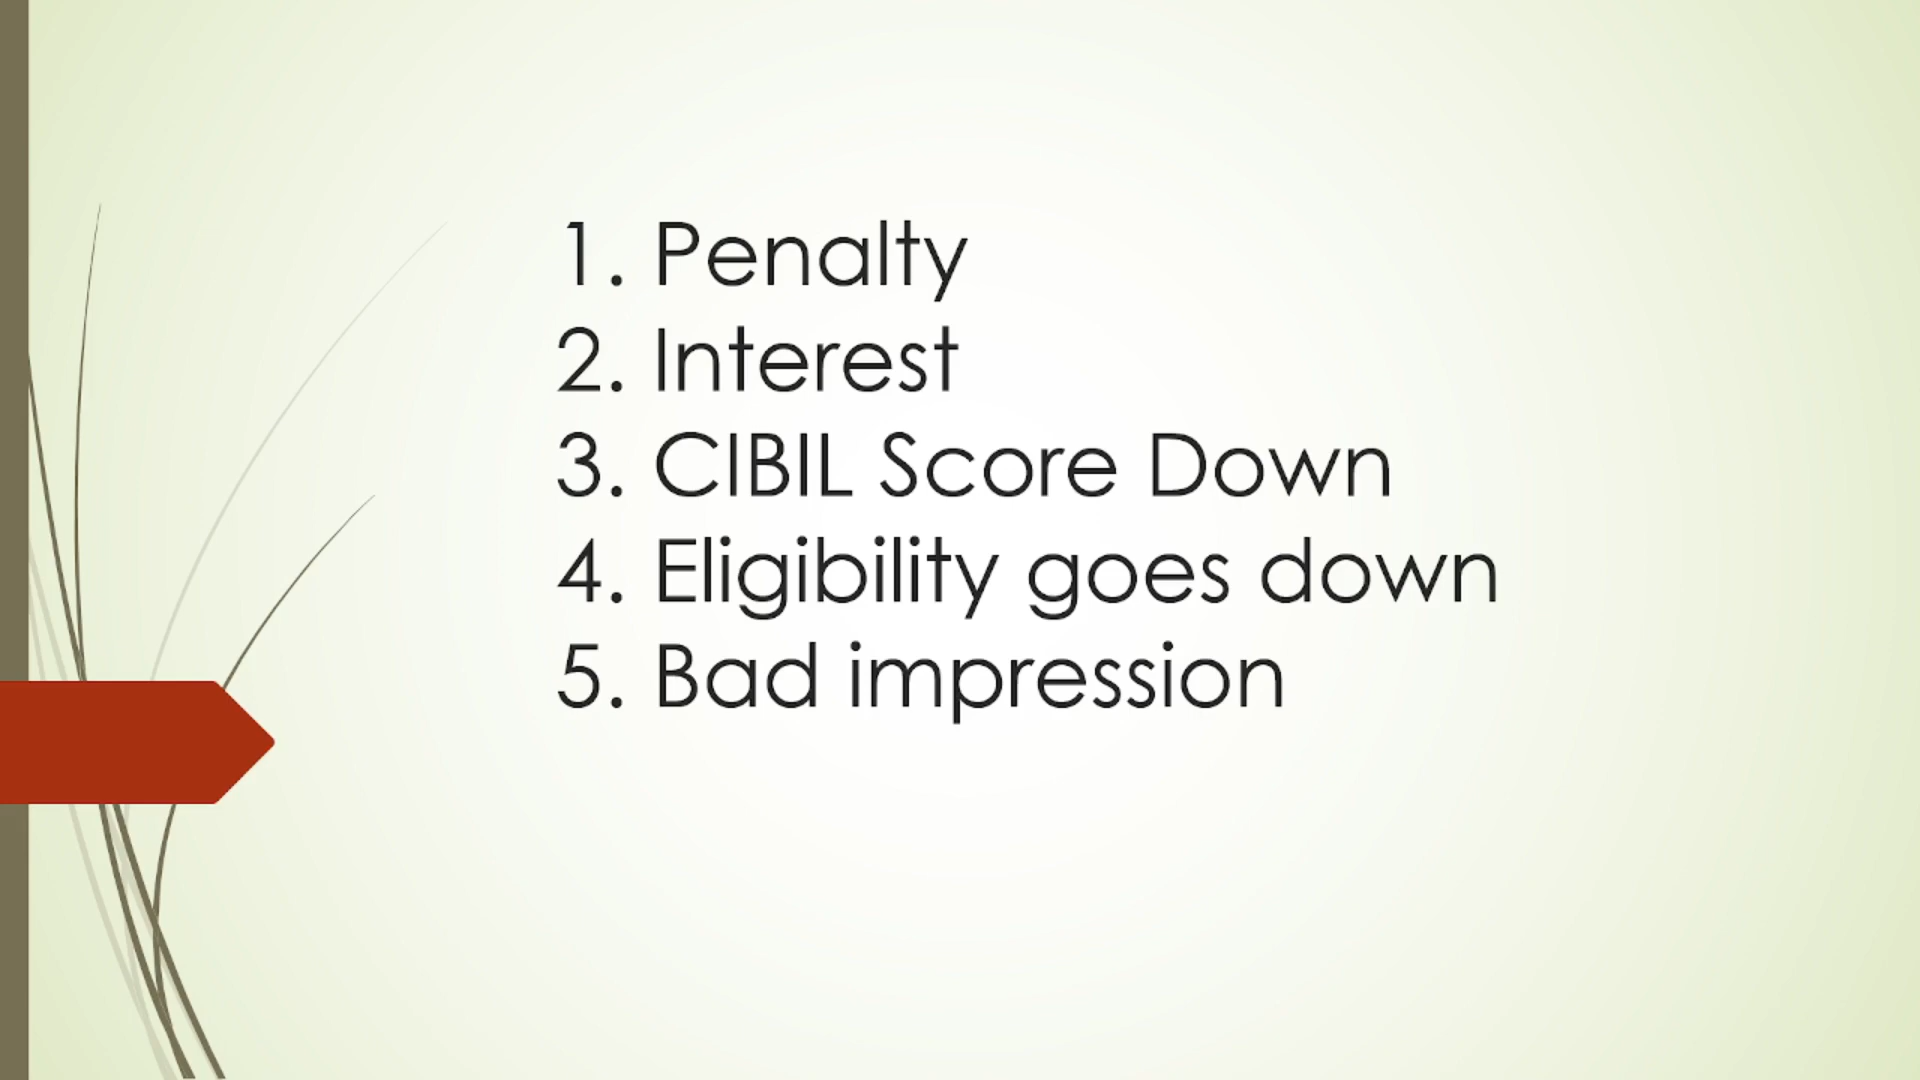 1. Penalty
2. Interest
3. CIBIL Score Down
4. Eligibility goes down
5. Bad impression